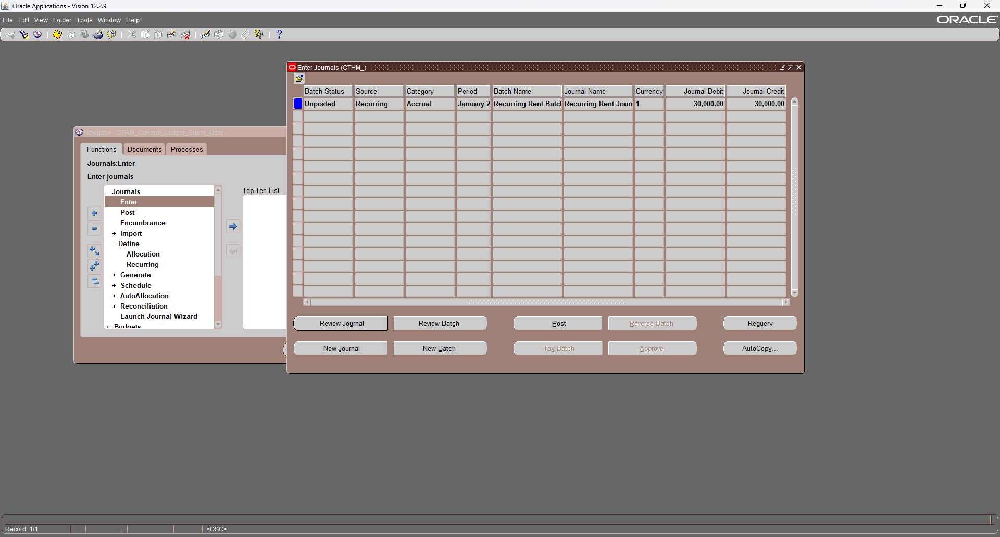 Oracle Applications - Vision 12.2.9
File Edit View Folder Tools Window Help
ORACLE
Enter Journals (CTHM_)
Batch Status Source Category Period Batch Name Journal Name Currency Journal Debit Journal Credit
Unposted Recurring Accrual January-2 Recurring Rent Batcl Recurring Rent Jouri 1 30,000.00 30,000.00
Review Journal Review Batch Post Reverse Batch Requery
New Journal New Batch Tax Batch Approve AutoCopy...
Navigator - CTHM_General_Ledger_Super_User
Functions Documents Processes
Journals:Enter
Enter journals
Top Ten List
- Journals
Enter
Post
Encumbrance
+ Import
- Define
Allocation
Recurring
+ Generate
+ Schedule
+ AutoAllocation
+ Reconciliation
Launch Journal Wizard
+ Budgets
Record: 1/1 ... <OSC>